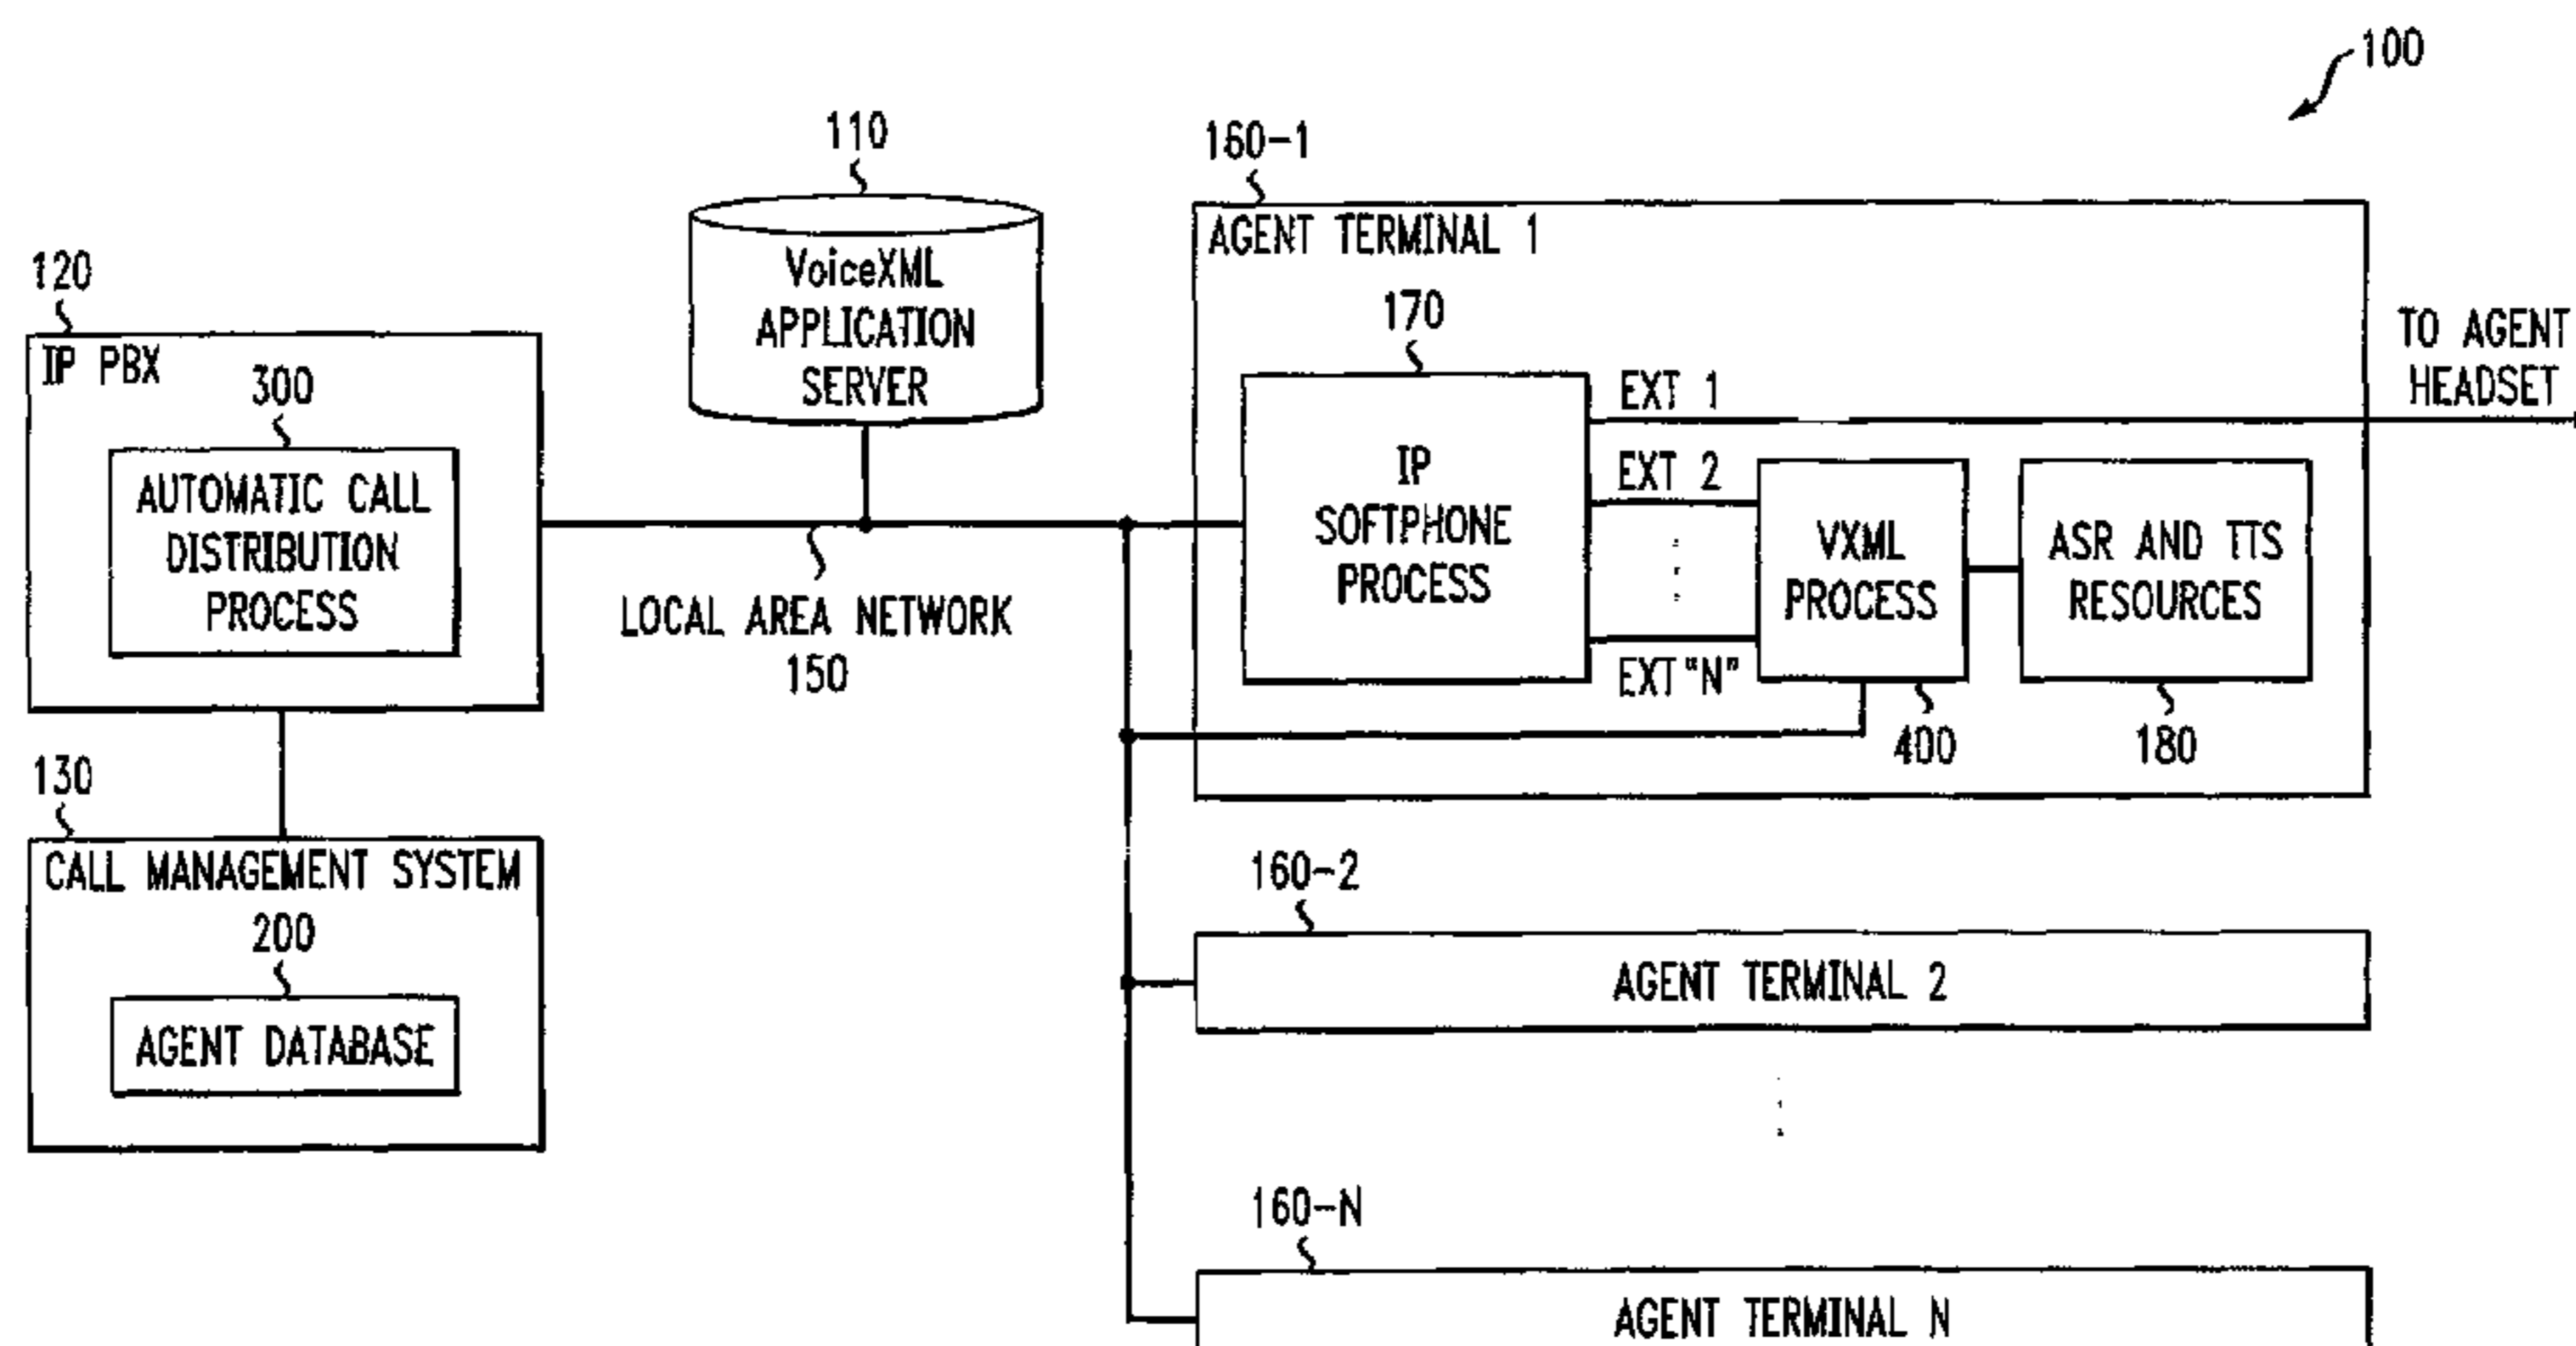 100
110
160-1
120
VoiceXML
APPLICATION
SERVER
AGENT TERMINAL 1
IP PBX
300
AUTOMATIC CALL
DISTRIBUTION
PROCESS
170
IP
SOFTPHONE
PROCESS
EXT 1
TO AGENT
HEADSET
EXT 2
EXT "N"
VXML
PROCESS
ASR AND TTS
RESOURCES
LOCAL AREA NETWORK
150
400
180
130
CALL MANAGEMENT SYSTEM
200
AGENT DATABASE
160-2
AGENT TERMINAL 2
160-N
AGENT TERMINAL N